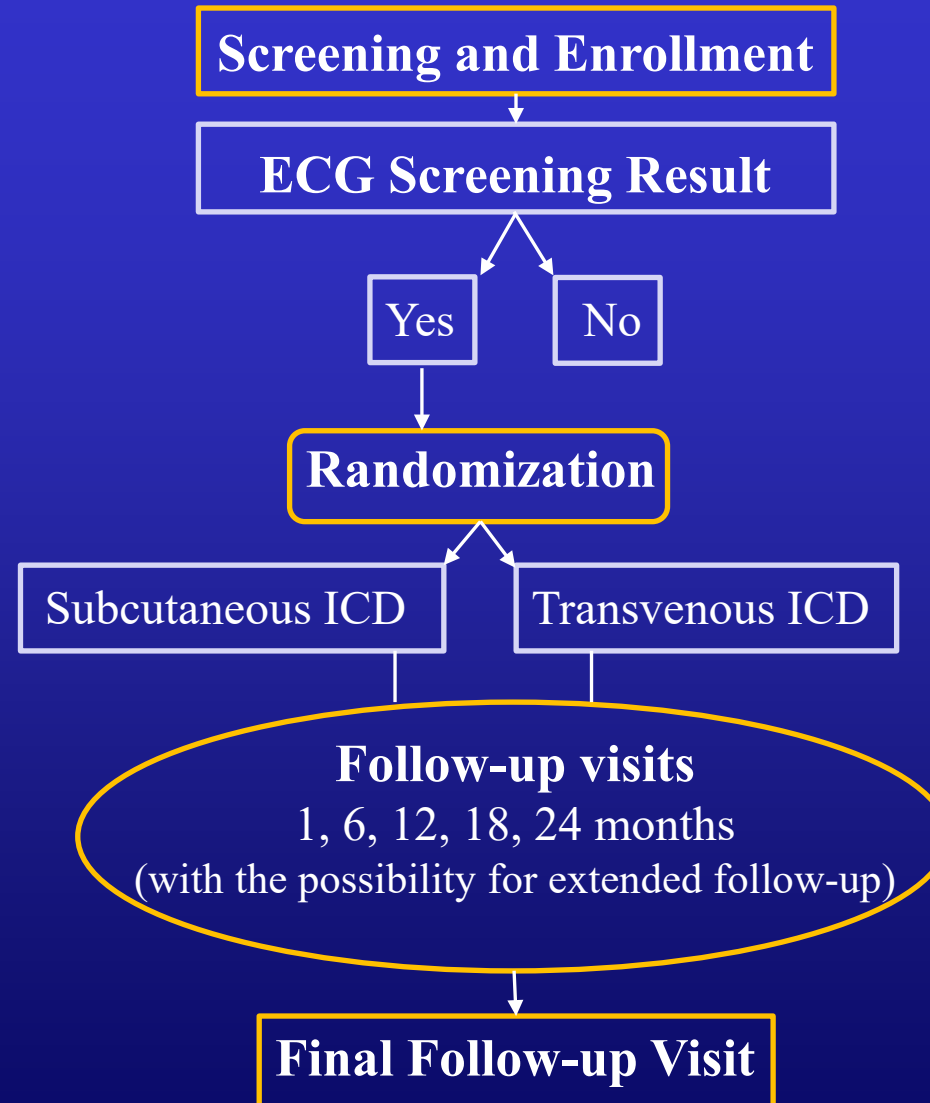 Screening and Enrollment
ECG Screening Result
Yes
No
Randomization
Subcutaneous ICD
Transvenous ICD
Follow-up visits
1, 6, 12, 18, 24 months
(with the possibility for extended follow-up)
Final Follow-up Visit